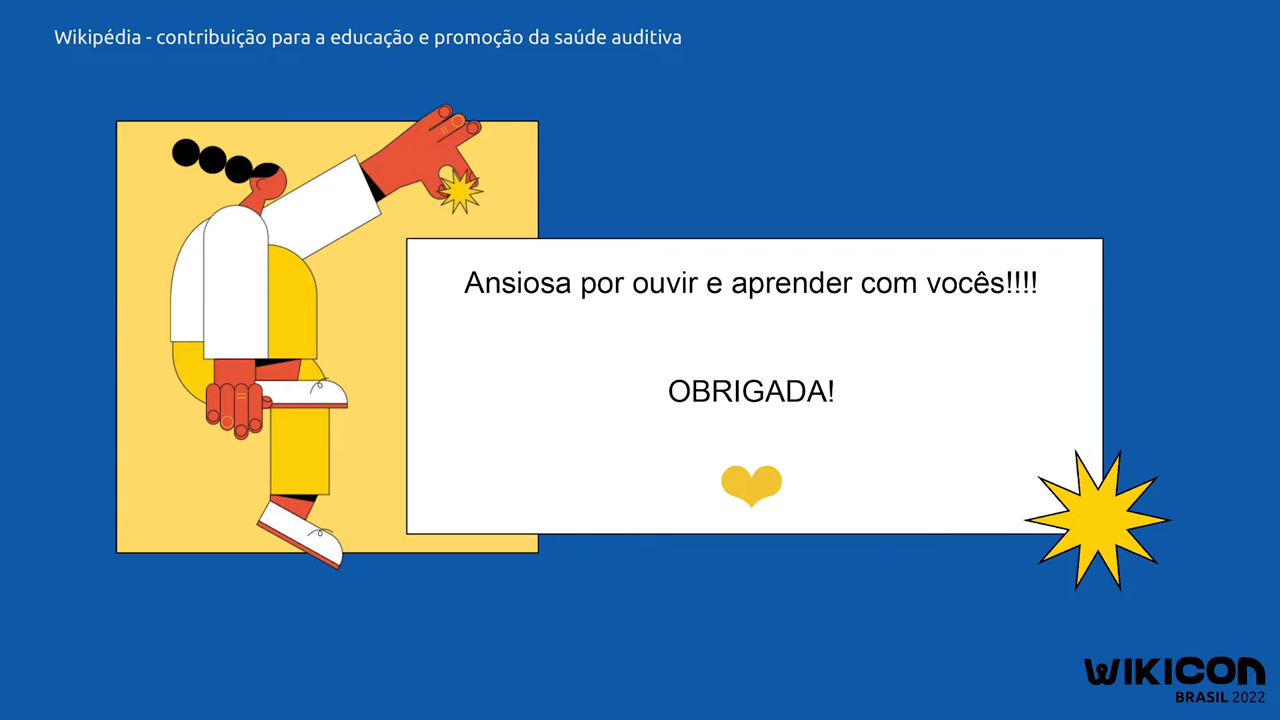 Wikipédia - contribuição para a educação e promoção da saúde auditiva
Ansiosa por ouvir e aprender com vocês!!!!
OBRIGADA!
WIKICON
BRASIL 2022